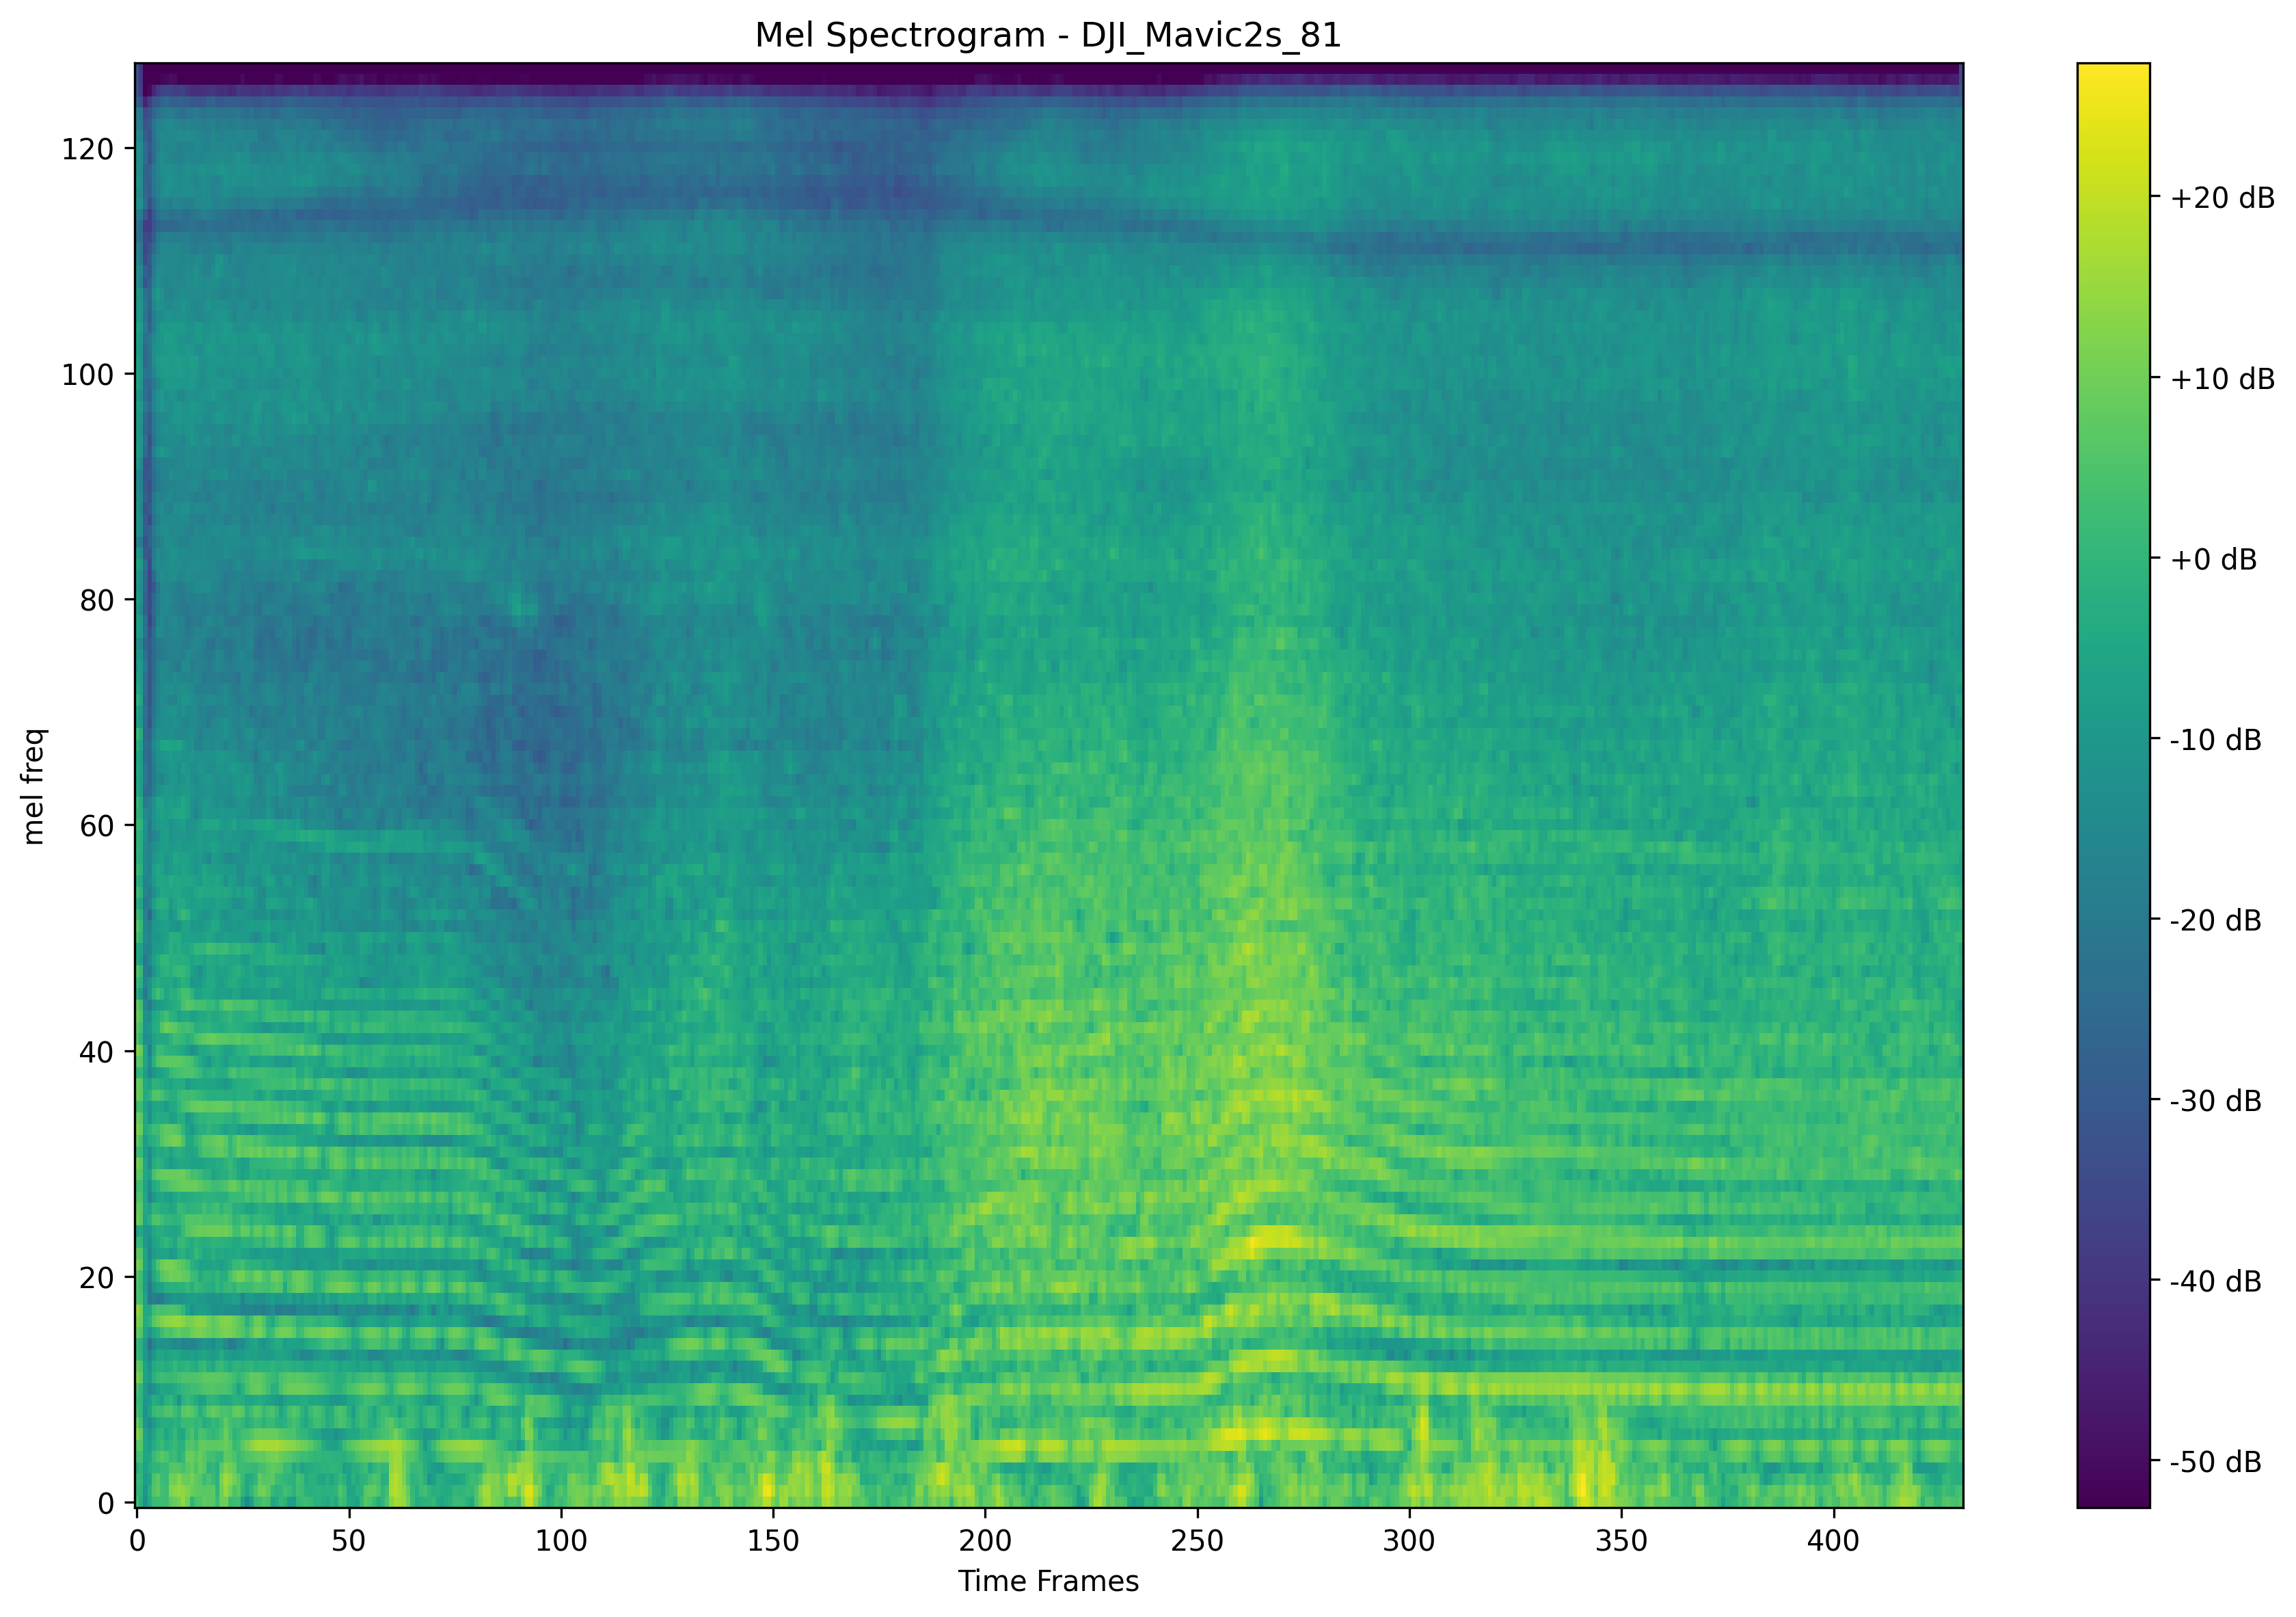 Mel Spectrogram - DJI_Mavic2s_81
mel freq
120
100
80
60
40
20
0
0 50 100 150 200 250 300 350 400
Time Frames
+20 dB
+10 dB
+0 dB
-10 dB
-20 dB
-30 dB
-40 dB
-50 dB